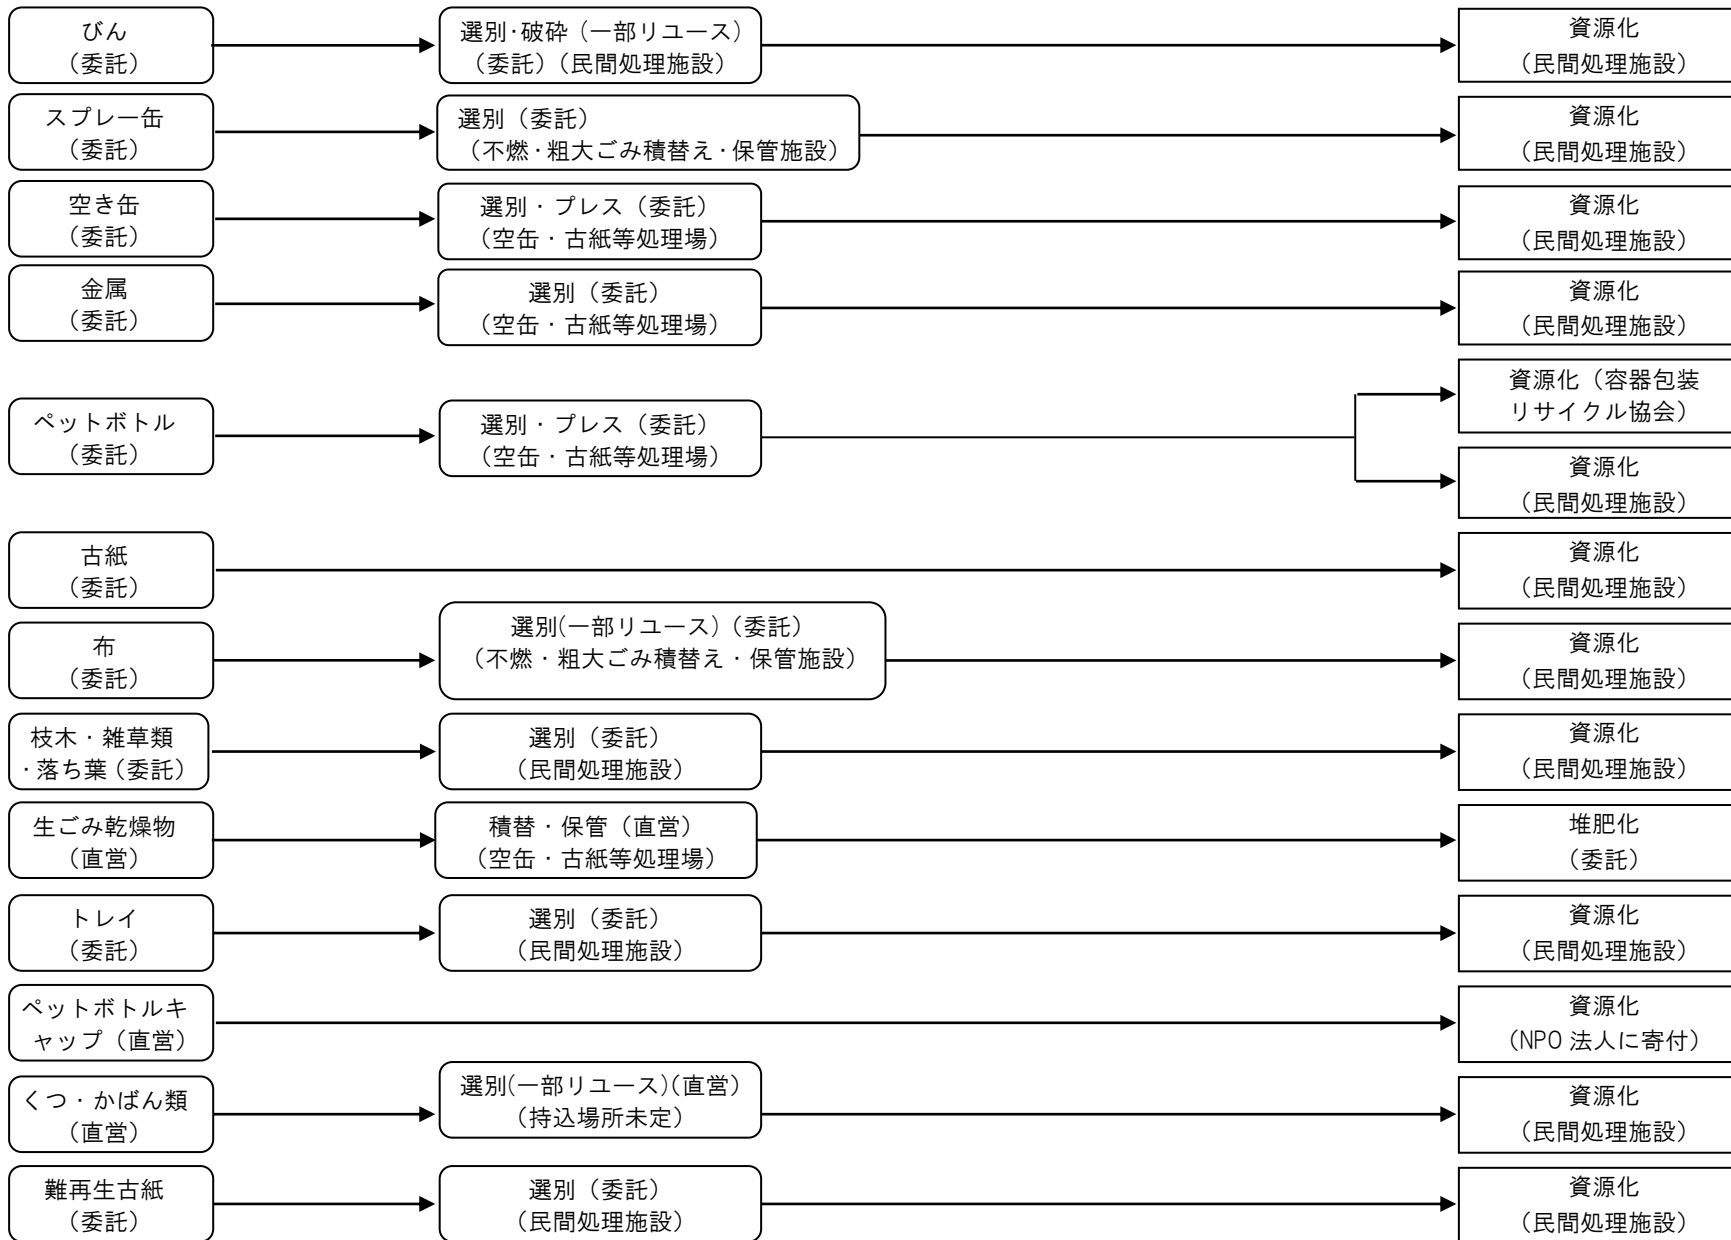 びん
（委託）
選別・破砕（一部リユース）
（委託）（民間処理施設）
資源化
（民間処理施設）
スプレー缶
（委託）
選別（委託）
（不燃・粗大ごみ積替え・保管施設）
資源化
（民間処理施設）
空き缶
（委託）
選別・プレス（委託）
（空缶・古紙等処理場）
資源化
（民間処理施設）
金属
（委託）
選別（委託）
（空缶・古紙等処理場）
資源化
（民間処理施設）
ペットボトル
（委託）
選別・プレス（委託）
（空缶・古紙等処理場）
資源化（容器包装
リサイクル協会）
資源化
（民間処理施設）
古紙
（委託）
資源化
（民間処理施設）
布
（委託）
選別(一部リユース)（委託）
（不燃・粗大ごみ積替え・保管施設）
資源化
（民間処理施設）
枝木・雑草類
・落ち葉（委託）
選別（委託）
（民間処理施設）
資源化
（民間処理施設）
生ごみ乾燥物
（直営）
積替・保管（直営）
（空缶・古紙等処理場）
堆肥化
（委託）
トレイ
（委託）
選別（委託）
（民間処理施設）
資源化
（民間処理施設）
ペットボトルキ
ャップ（直営）
資源化
（NPO 法人に寄付）
くつ・かばん類
（直営）
選別(一部リユース)(直営）
（持込場所未定）
資源化
（民間処理施設）
難再生古紙
（委託）
選別（委託）
（民間処理施設）
資源化
（民間処理施設）